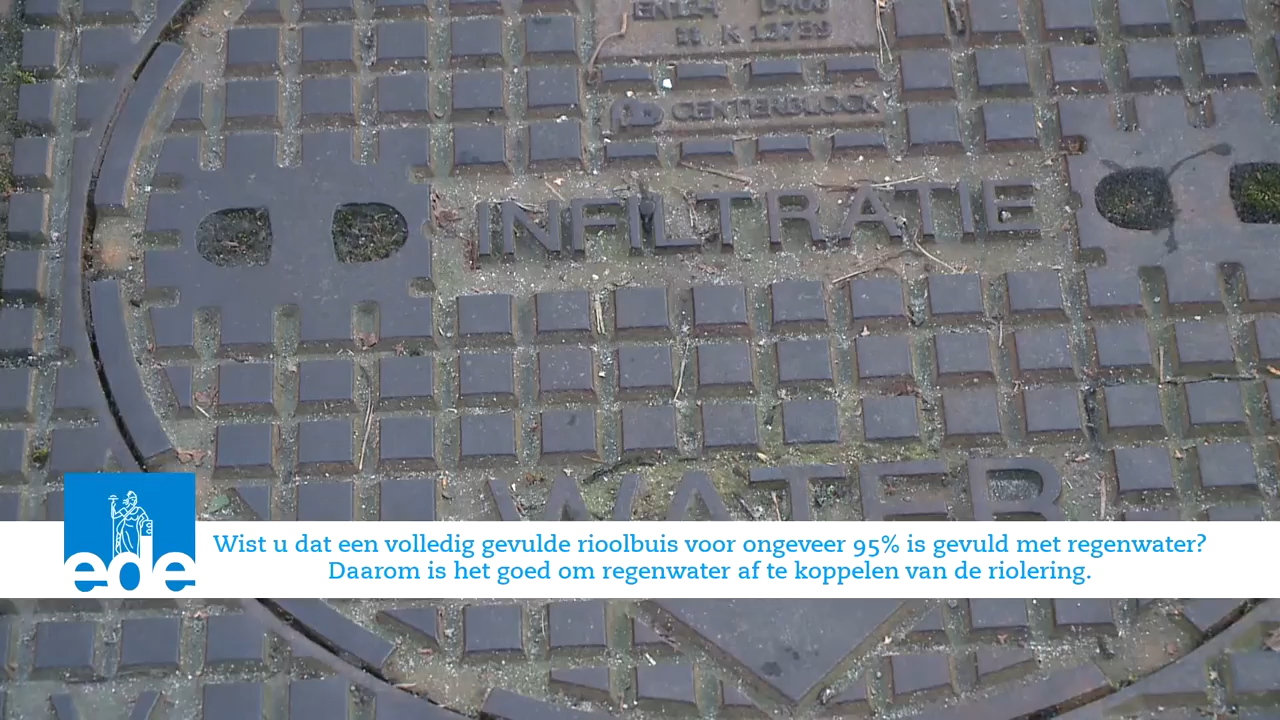 CENTERBLOCK
INFILTRATIE
WATER
ede
Wist u dat een volledig gevulde rioolbuis voor ongeveer 95% is gevuld met regenwater?
Daarom is het goed om regenwater af te koppelen van de riolering.